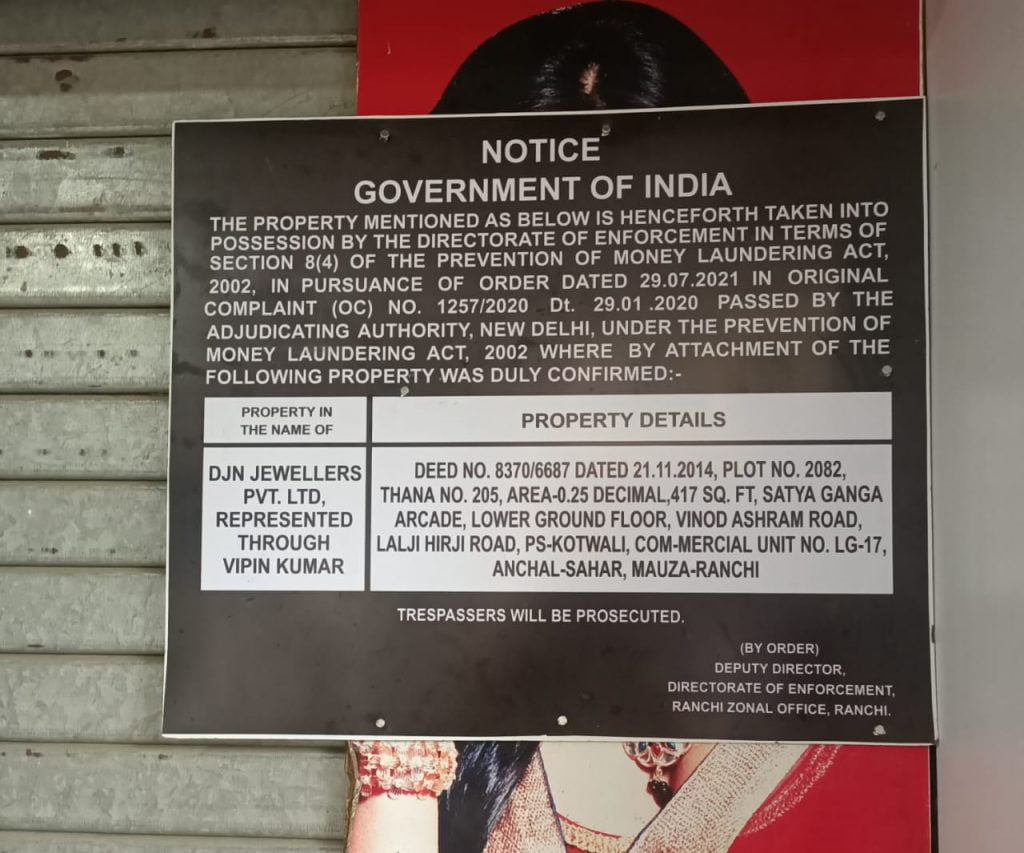 NOTICE
GOVERNMENT OF INDIA
THE PROPERTY MENTIONED AS BELOW IS HENCEFORTH TAKEN INTO
POSSESSION BY THE DIRECTORATE OF ENFORCEMENT IN TERMS OF
SECTION 8(4) OF THE PREVENTION OF MONEY LAUNDERING ACT,
2002, IN PURSUANCE OF ORDER DATED 29.07.2021 IN ORIGINAL
COMPLAINT (OC) NO. 1257/2020 Dt. 29.01 .2020 PASSED BY THE
ADJUDICATING AUTHORITY, NEW DELHI, UNDER THE PREVENTION OF
MONEY LAUNDERING ACT, 2002 WHERE BY ATTACHMENT OF THE
FOLLOWING PROPERTY WAS DULY CONFIRMED:-
PROPERTY IN
THE NAME OF
PROPERTY DETAILS
DJN JEWELLERS
PVT. LTD,
REPRESENTED
THROUGH
VIPIN KUMAR
DEED NO. 8370/6687 DATED 21.11.2014, PLOT NO. 2082,
THANA NO. 205, AREA-0.25 DECIMAL,417 SQ. FT, SATYA GANGA
ARCADE, LOWER GROUND FLOOR, VINOD ASHRAM ROAD,
LALJI HIRJI ROAD, PS-KOTWALI, COM-MERCIAL UNIT NO. LG-17,
ANCHAL-SAHAR, MAUZA-RANCHI
TRESPASSERS WILL BE PROSECUTED.
(BY ORDER)
DEPUTY DIRECTOR,
DIRECTORATE OF ENFORCEMENT,
RANCHI ZONAL OFFICE, RANCHI.